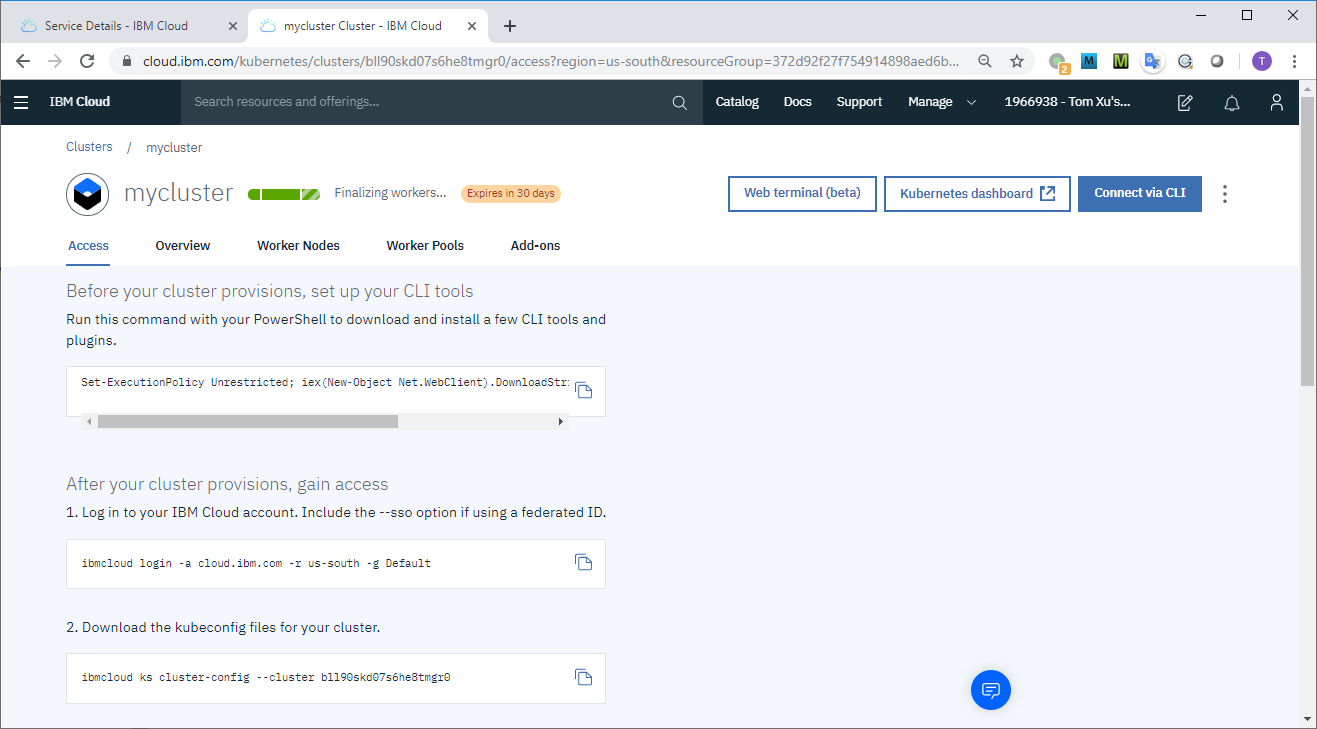 Service Details - IBM Cloud
mycluster Cluster - IBM Cloud
cloud.ibm.com/kubernetes/clusters/bll90skd07s6he8tmgr0/access?region=us-south&resourceGroup=372d92f27f754914898aed6b...
2
M
M
T
IBM Cloud
Search resources and offerings...
Catalog
Docs
Support
Manage
1966938 - Tom Xu's...
Clusters / mycluster
mycluster
Finalizing workers...
Expires in 30 days
Web terminal (beta)
Kubernetes dashboard
Connect via CLI
Access
Overview
Worker Nodes
Worker Pools
Add-ons
Before your cluster provisions, set up your CLI tools
Run this command with your PowerShell to download and install a few CLI tools and
plugins.
Set-ExecutionPolicy Unrestricted; iex(New-Object Net.WebClient).DownloadStri
After your cluster provisions, gain access
1. Log in to your IBM Cloud account. Include the --sso option if using a federated ID.
ibmcloud login -a cloud.ibm.com -r us-south -g Default
2. Download the kubeconfig files for your cluster.
ibmcloud ks cluster-config --cluster bll90skd07s6he8tmgr0